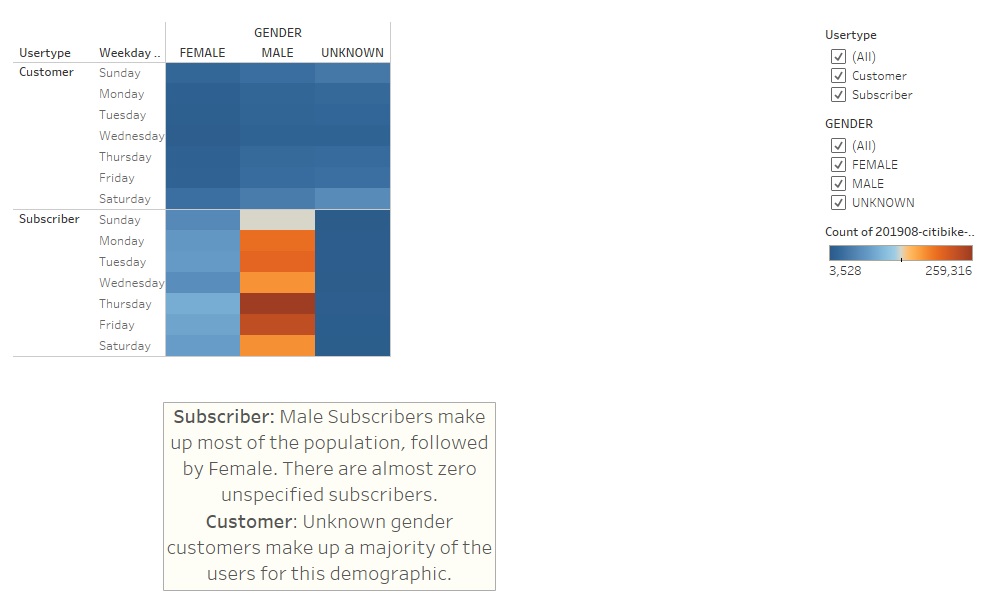 GENDER
Usertype Weekday .. FEMALE MALE UNKNOWN
Customer Sunday
Monday
Tuesday
Wednesday
Thursday
Friday
Saturday
Subscriber Sunday
Monday
Tuesday
Wednesday
Thursday
Friday
Saturday
Usertype
(All)
Customer
Subscriber
GENDER
(All)
FEMALE
MALE
UNKNOWN
Count of 201908-citibike-..
3,528 259,316
Subscriber: Male Subscribers make
up most of the population, followed
by Female. There are almost zero
unspecified subscribers.
Customer: Unknown gender
customers make up a majority of the
users for this demographic.